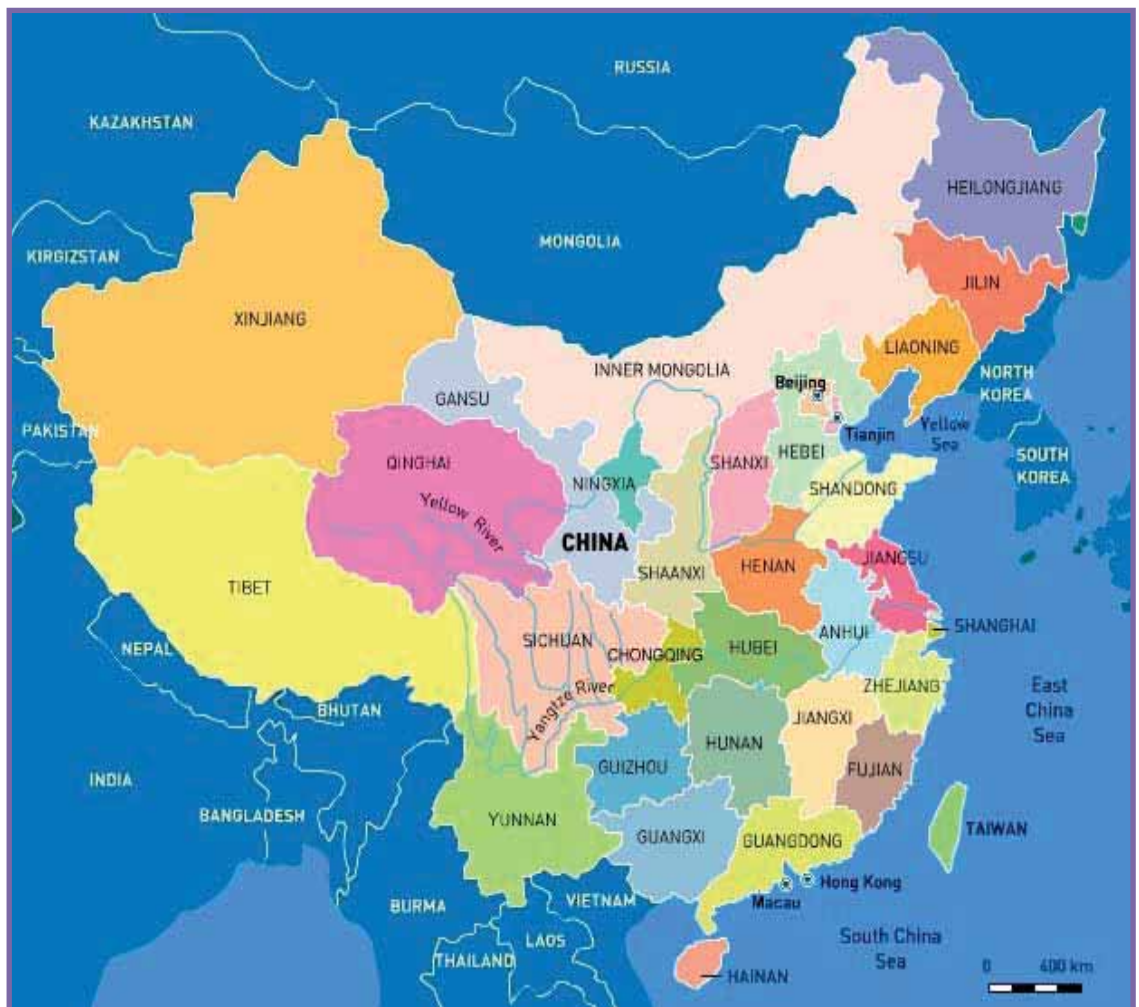 RUSSIA
KAZAKHSTAN
HEILONGJIANG
MONGOLIA
KIRGIZSTAN
JILIN
XINJIANG
LIAONING
INNER MONGOLIA
NORTH
KOREA
Beijing
GANSU
Yellow
Sea
PAKISTAN
Tianjin
HEBEI
QINGHAI
SHANXI
SOUTH
KOREA
NINGXIA
SHANDONG
Yellow River
CHINA
JIANGSU
HENAN
SHAANXI
TIBET
SHANGHAI
ANHUI
NEPAL
SICHUAN
CHONGQING
HUBEI
ZHEJIANG
East
China
Sea
Yangtze River
BHUTAN
JIANGXI
HUNAN
GUIZHOU
FUJIAN
INDIA
BANGLADESH
YUNNAN
GUANGXI
GUANGDONG
TAIWAN
Hong Kong
Macau
BURMA
VIETNAM
LAOS
South China
Sea
THAILAND
HAINAN
0 400 km